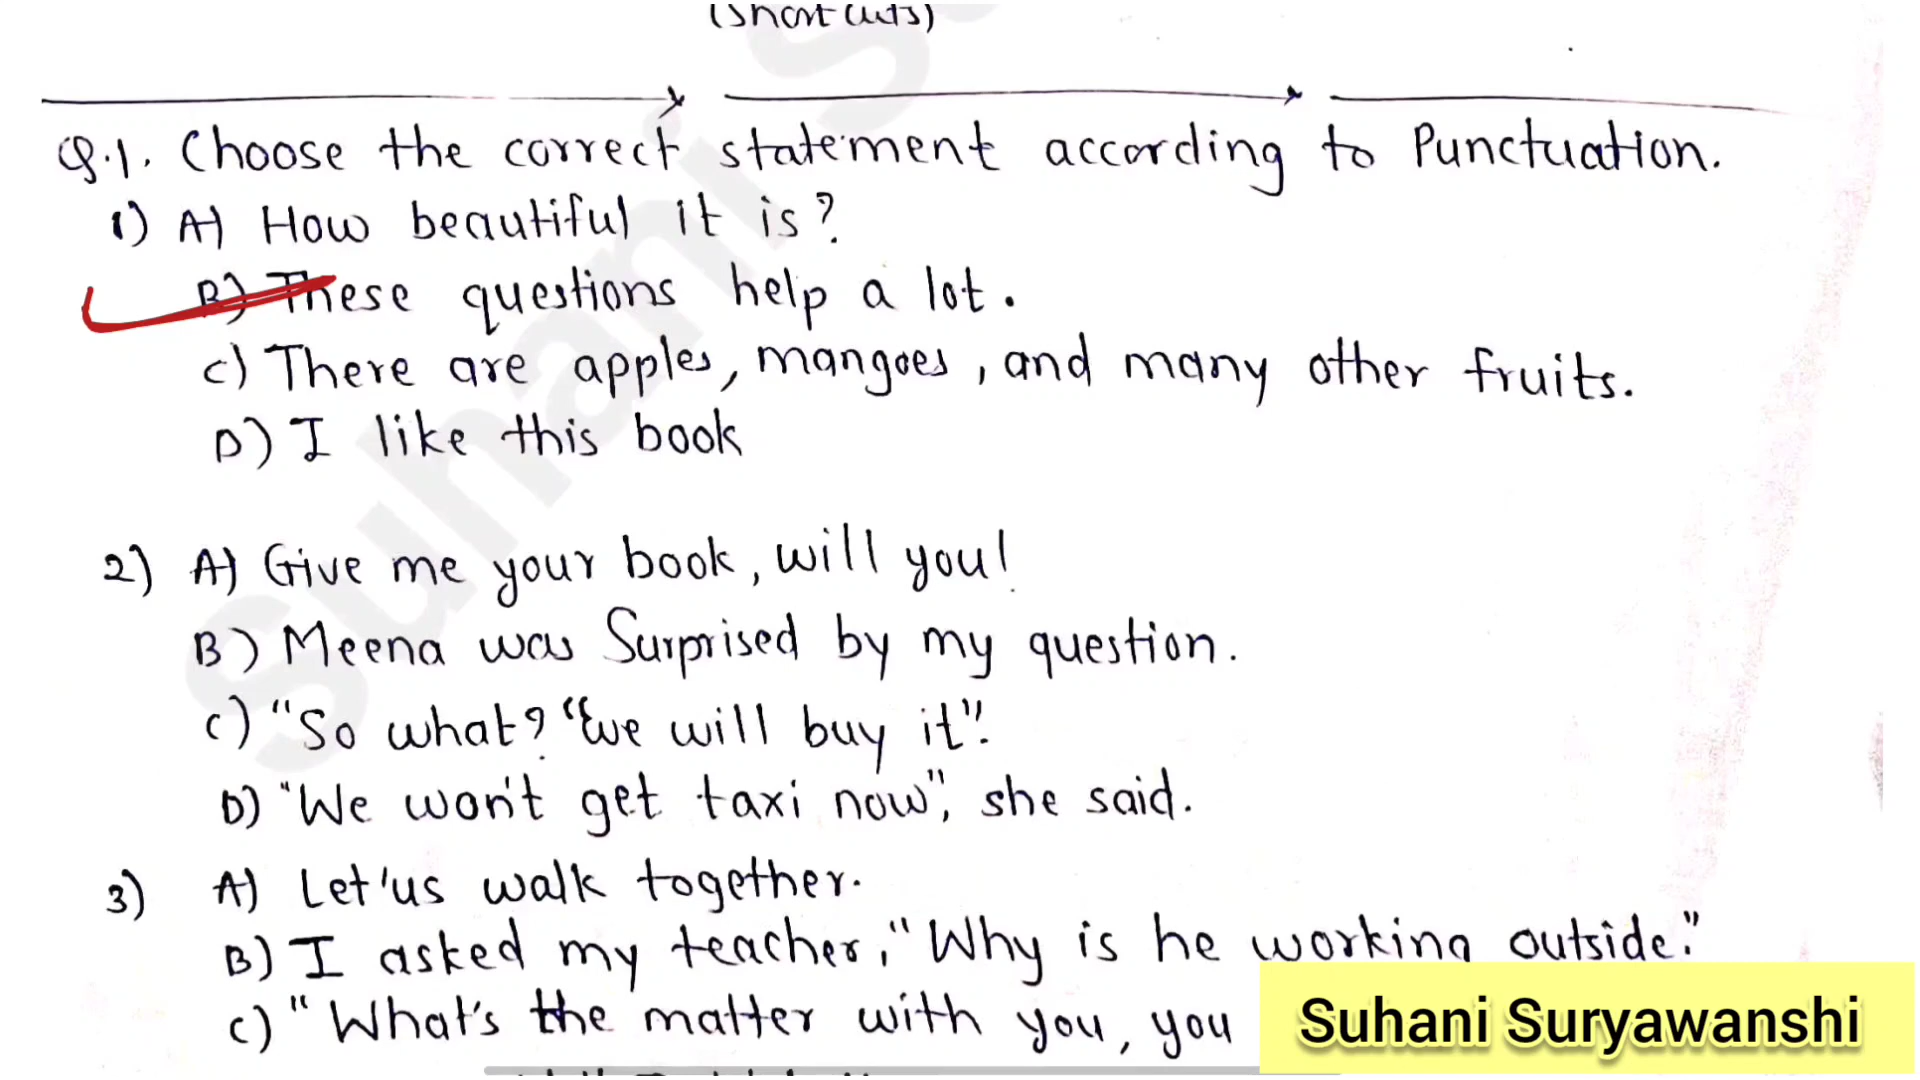 (Short cuts)
Q.1. Choose the correct statement according to Punctuation.
1) A) How beautiful it is?
B) These questions help a lot.
C) There are apples, mangoes, and many other fruits.
D) I like this book
2) A) Give me your book, will you!
B) Meena was Surprised by my question.
C) "So what? "We will buy it".
D) "We won't get taxi now", she said.
3) A) Let'us walk together.
B) I asked my teacher, "Why is he working outside."
C) "What's the matter with you, you
Suhani Suryawanshi